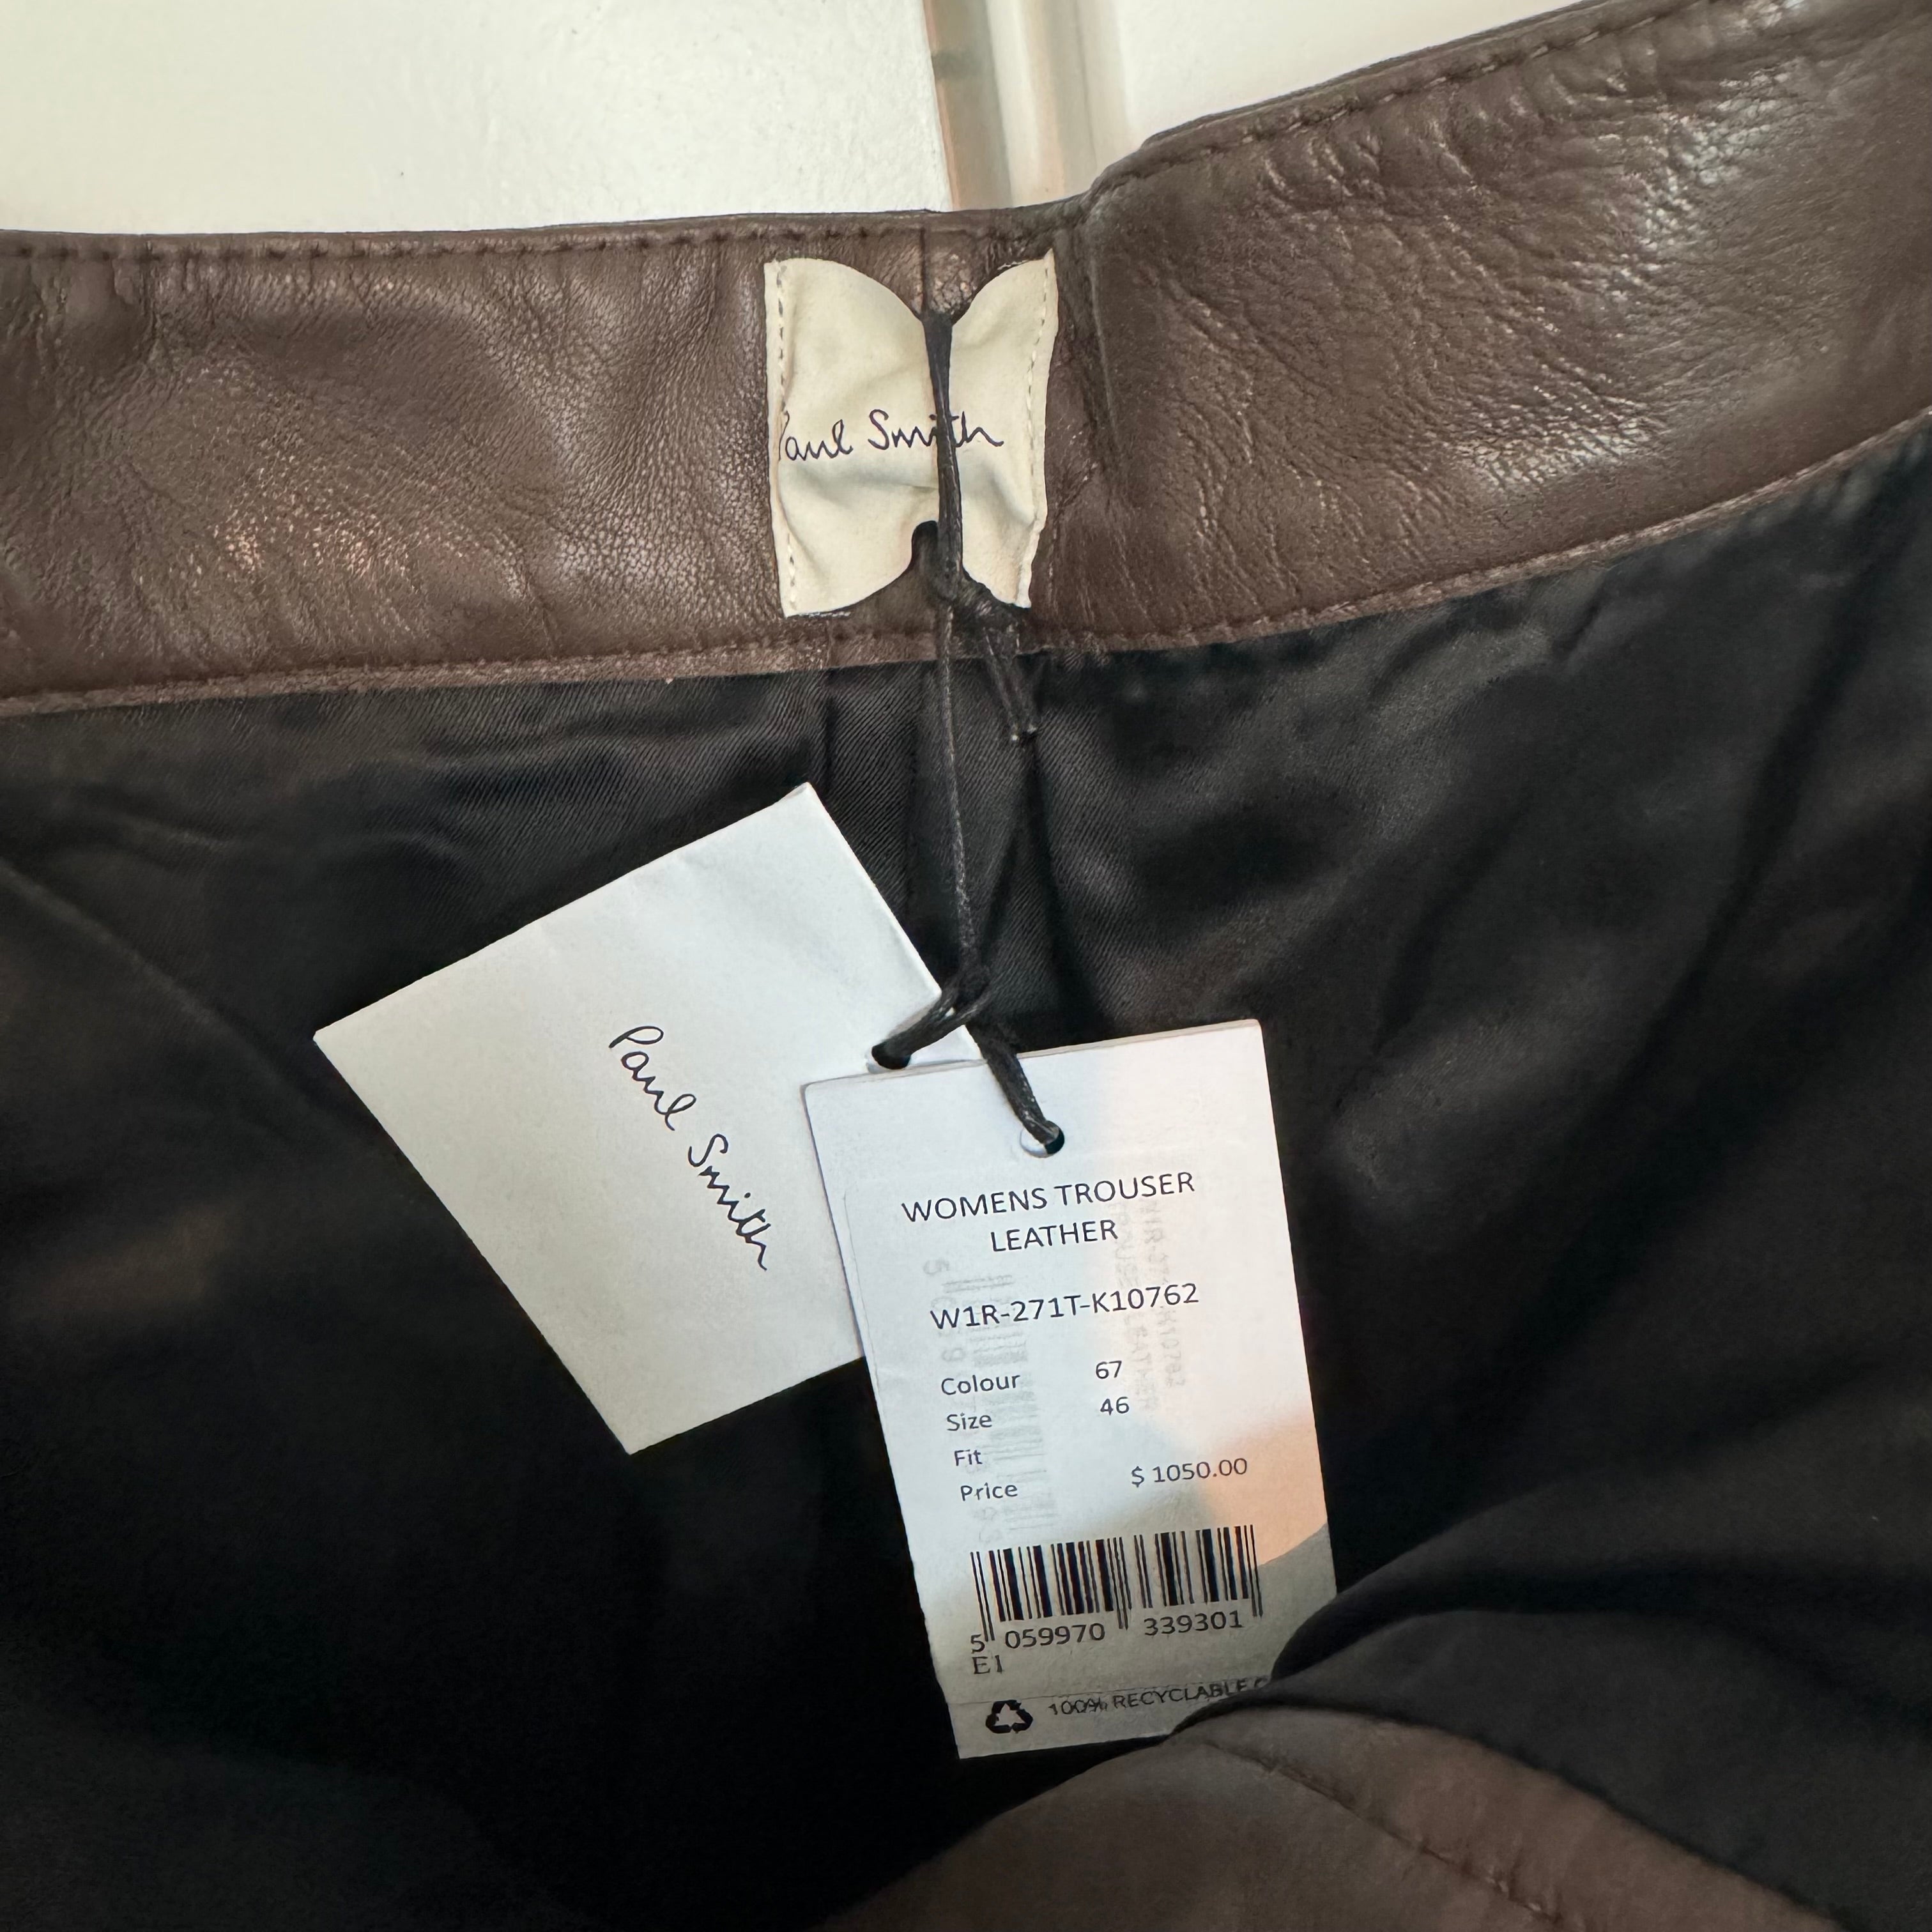 Paul Smith
Paul Smith
WOMENS TROUSER
LEATHER
W1R-271T-K10762
Colour 67
Size 46
Fit
Price $ 1050.00
5 059970 339301
E1
100% RECYCLABLE